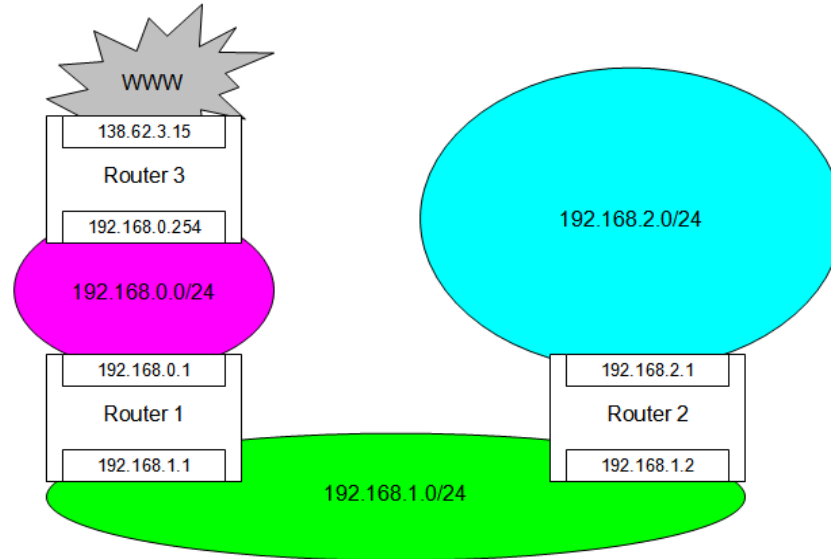 WWW
138.62.3.15
Router 3
192.168.0.254
192.168.0.0/24
192.168.0.1
Router 1
192.168.1.1
192.168.2.0/24
192.168.2.1
Router 2
192.168.1.2
192.168.1.0/24